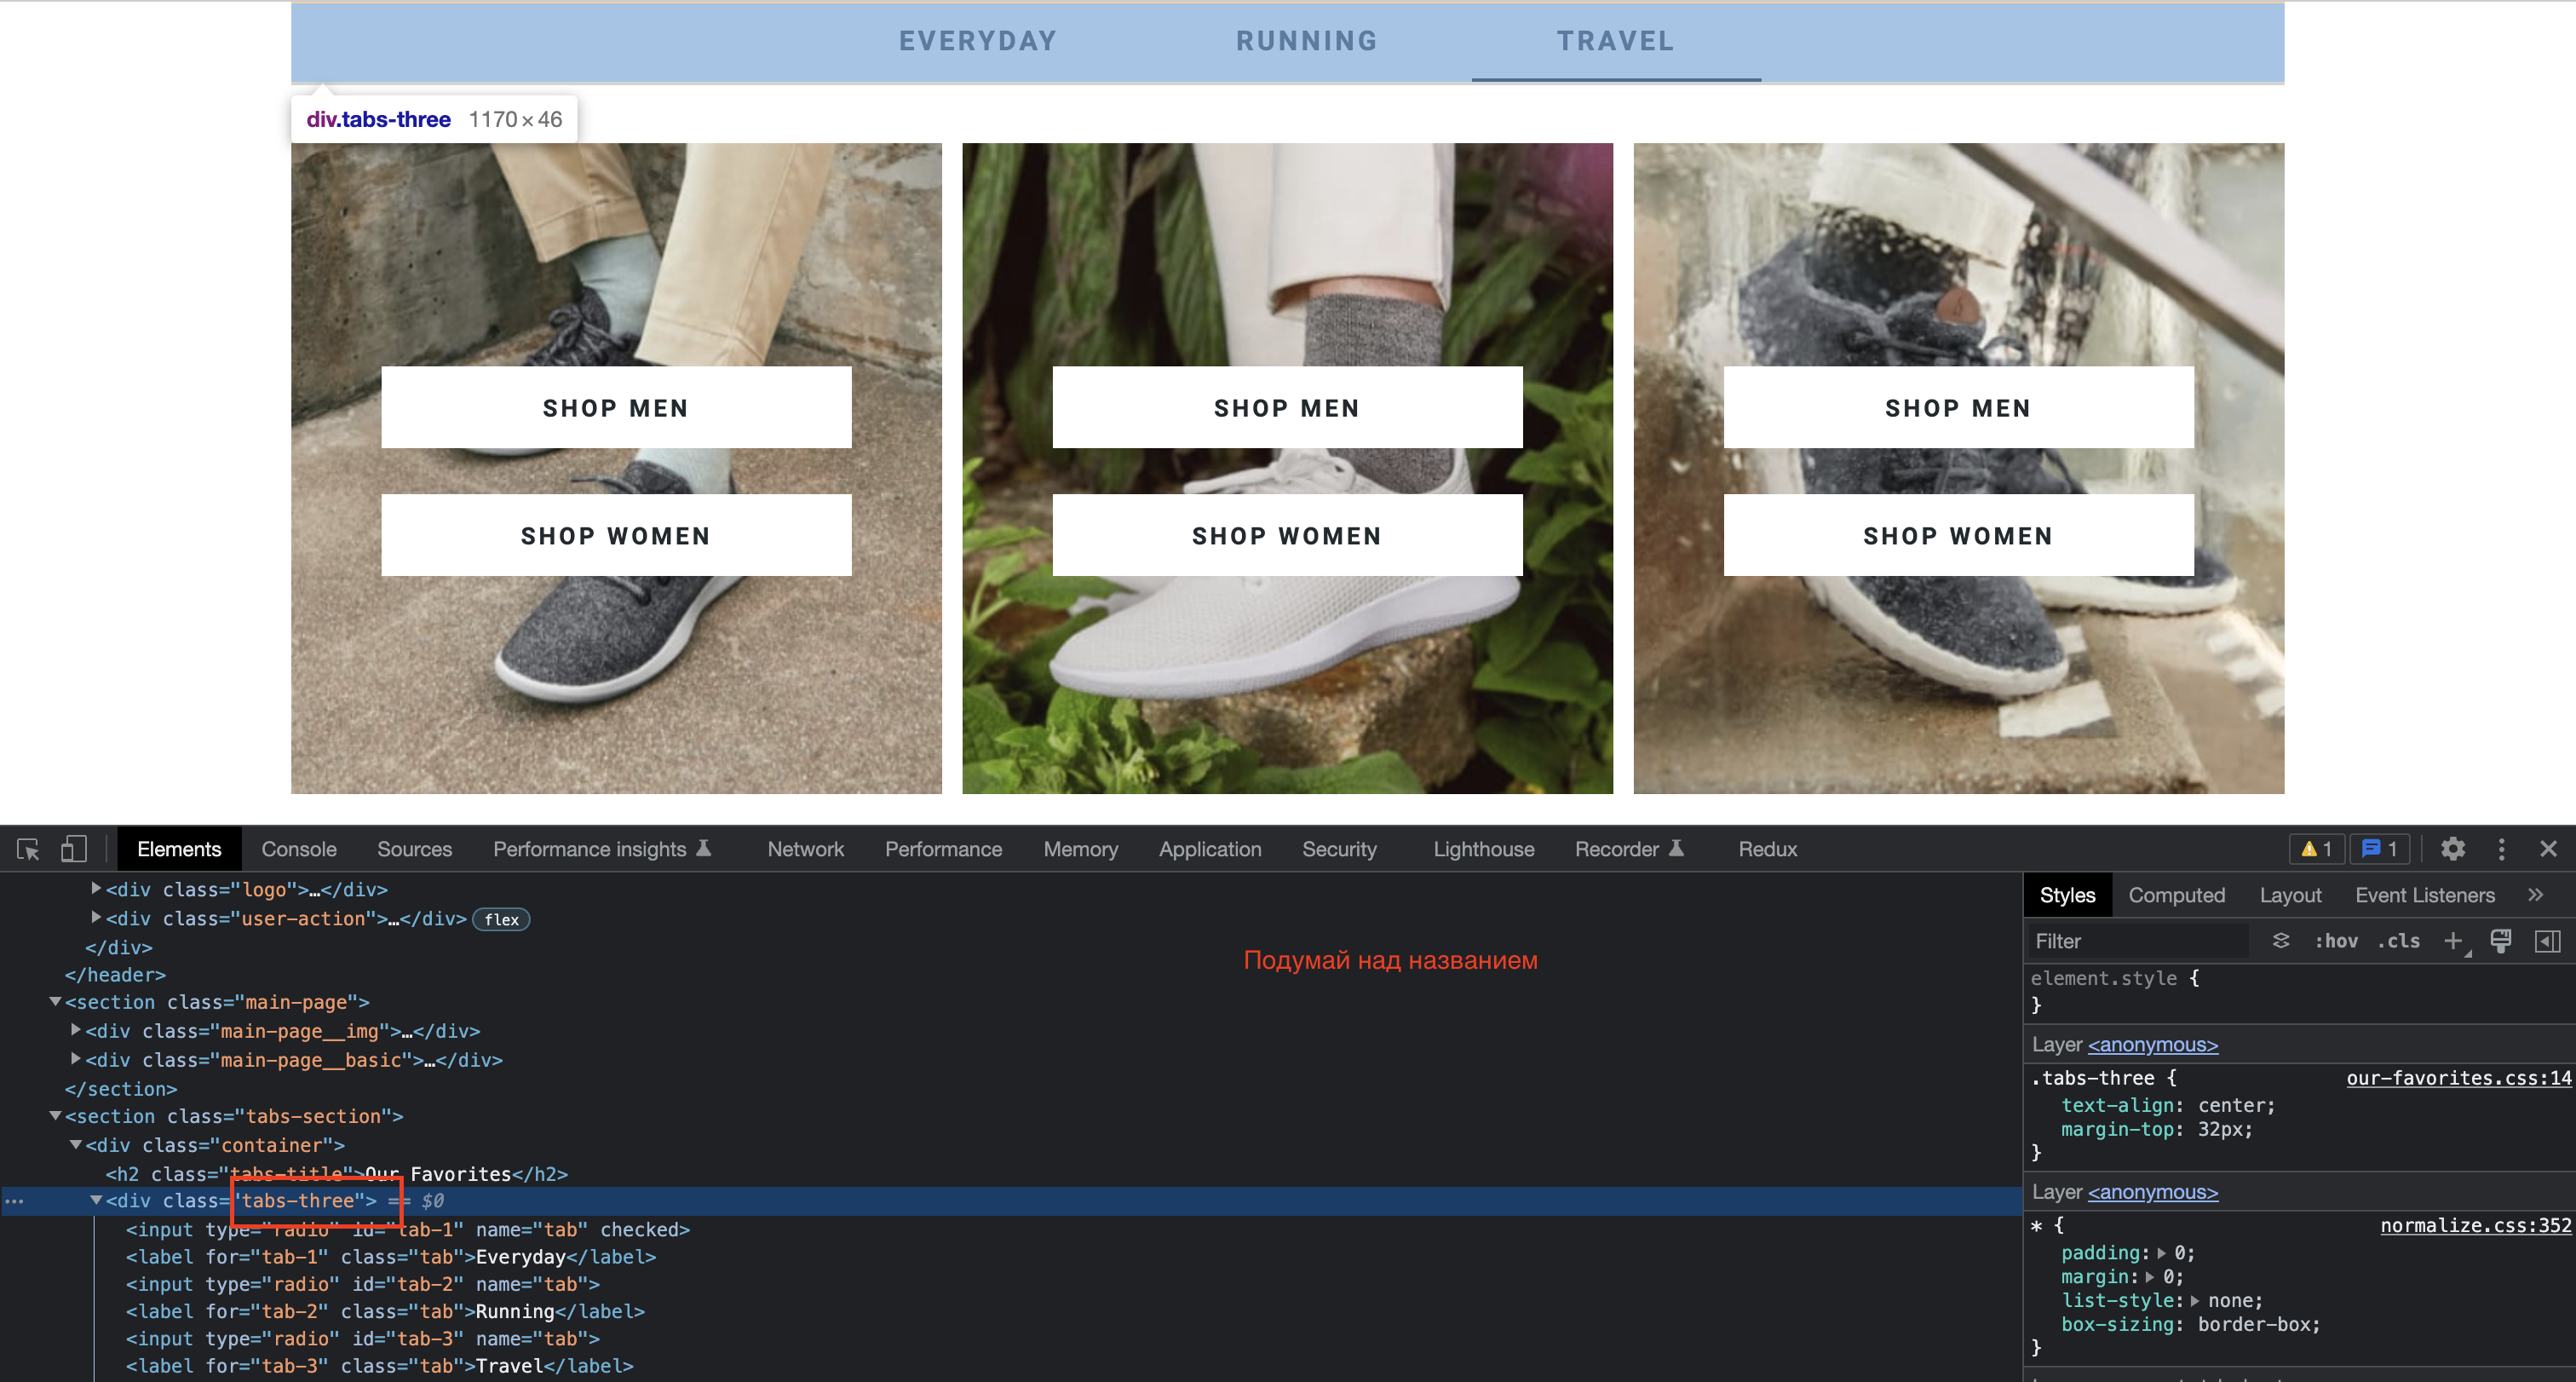 EVERYDAY RUNNING TRAVEL
div.tabs-three 1170 × 46
SHOP MEN SHOP MEN SHOP MEN
SHOP WOMEN SHOP WOMEN SHOP WOMEN
Elements Console Sources Performance insights Network Performance Memory Application Security Lighthouse Recorder Redux 1 1
<div class="logo">…</div>
<div class="user-action">…</div> flex
</div>
</header>
<section class="main-page">
<div class="main-page__img">…</div>
<div class="main-page__basic">…</div>
</section>
<section class="tabs-section">
<div class="container">
<h2 class="tabs-title">Our Favorites</h2>
<div class="tabs-three"> == $0
<input type="radio" id="tab-1" name="tab" checked>
<label for="tab-1" class="tab">Everyday</label>
<input type="radio" id="tab-2" name="tab">
<label for="tab-2" class="tab">Running</label>
<input type="radio" id="tab-3" name="tab">
<label for="tab-3" class="tab">Travel</label>
Подумай над названием
Styles Computed Layout Event Listeners
Filter :hov .cls
element.style {
}
Layer <anonymous>
.tabs-three { our-favorites.css:14
text-align: center;
margin-top: 32px;
}
Layer <anonymous>
* { normalize.css:352
padding: 0;
margin: 0;
list-style: none;
box-sizing: border-box;
}